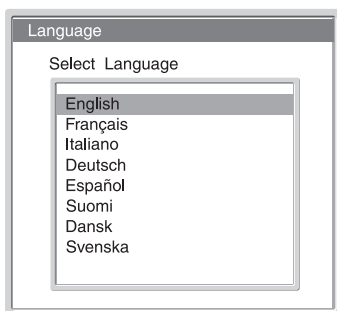 Language
Select Language
English
Français
Italiano
Deutsch
Español
Suomi
Dansk
Svenska